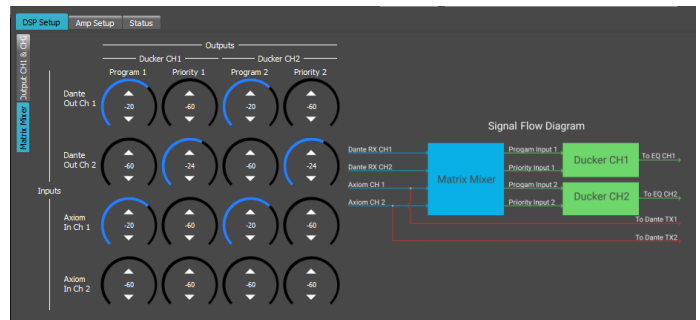 DSP Setup Amp Setup Status
Output CH1 & CH2
Matrix Mixer
Outputs
Ducker CH1 Ducker CH2
Program 1 Priority 1 Program 2 Priority 2
Inputs
Dante
Out Ch 1
-20 -60 -20 -60
Dante
Out Ch 2
-60 -24 -60 -24
Axiom
In Ch 1
-20 -60 -20 -60
Axiom
In Ch 2
-60 -60 -60 -60
Signal Flow Diagram
Dante RX CH1
Dante RX CH2
Axiom CH 1
Axiom CH 2
Matrix Mixer
Progam Input 1
Priority Input 1
Progam Input 2
Priority Input 2
Ducker CH1
Ducker CH2
To EQ CH1
To EQ CH2
To Dante TX1
To Dante TX2